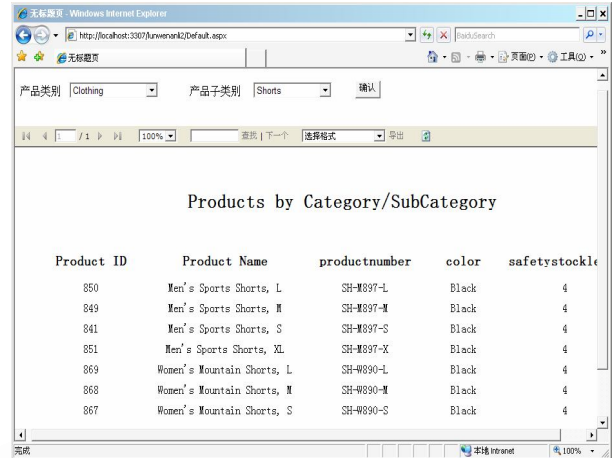 无标题页 - Windows Internet Explorer
http://localhost:3307/lunwenanli2/Default.aspx
BaiduSearch
无标题页
页面(P)
工具(O)
产品类别 Clothing 产品子类别 Shorts 确认
1 / 1 100% 查找 | 下一个 选择格式 导出
Products by Category/SubCategory
Product ID Product Name productnumber color safetystockle
850 Men's Sports Shorts, L SH-M897-L Black 4
849 Men's Sports Shorts, M SH-M897-M Black 4
841 Men's Sports Shorts, S SH-M897-S Black 4
851 Men's Sports Shorts, XL SH-M897-X Black 4
869 Women's Mountain Shorts, L SH-W890-L Black 4
868 Women's Mountain Shorts, M SH-W890-M Black 4
867 Women's Mountain Shorts, S SH-W890-S Black 4
完成 本地 Intranet 100%